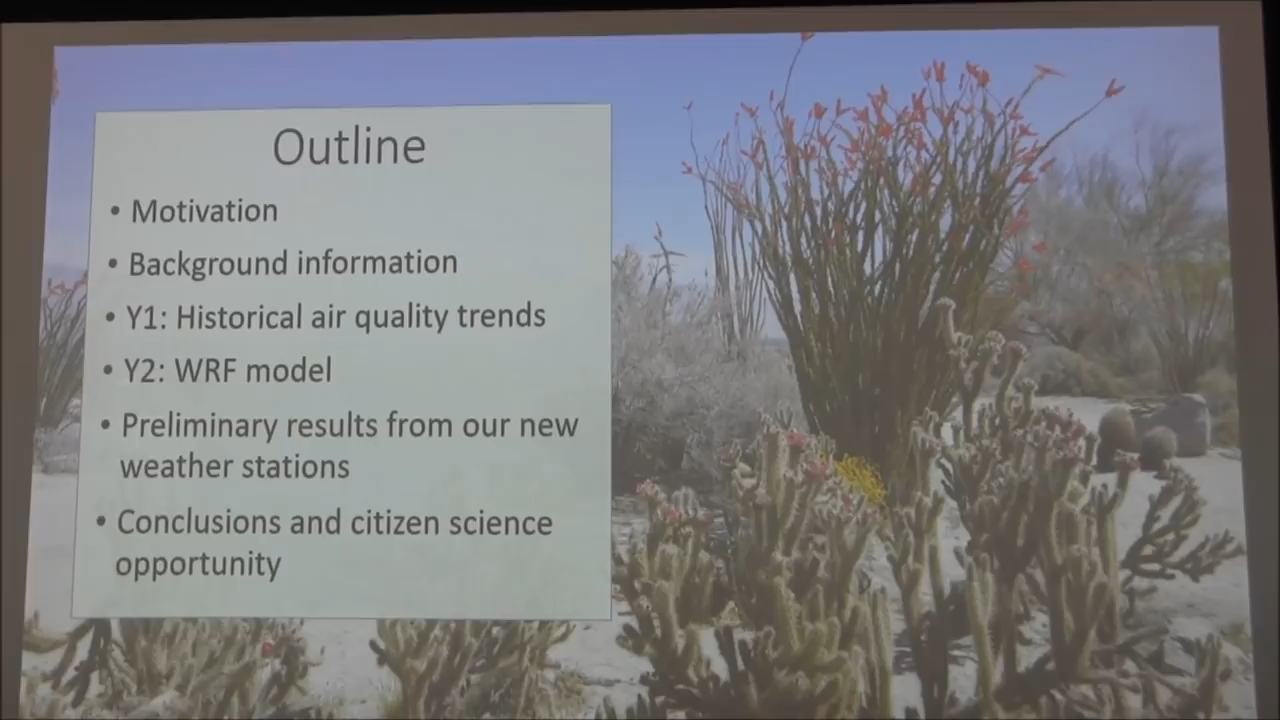 Outline
• Motivation
• Background information
• Y1: Historical air quality trends
• Y2: WRF model
• Preliminary results from our new
weather stations
• Conclusions and citizen science
opportunity